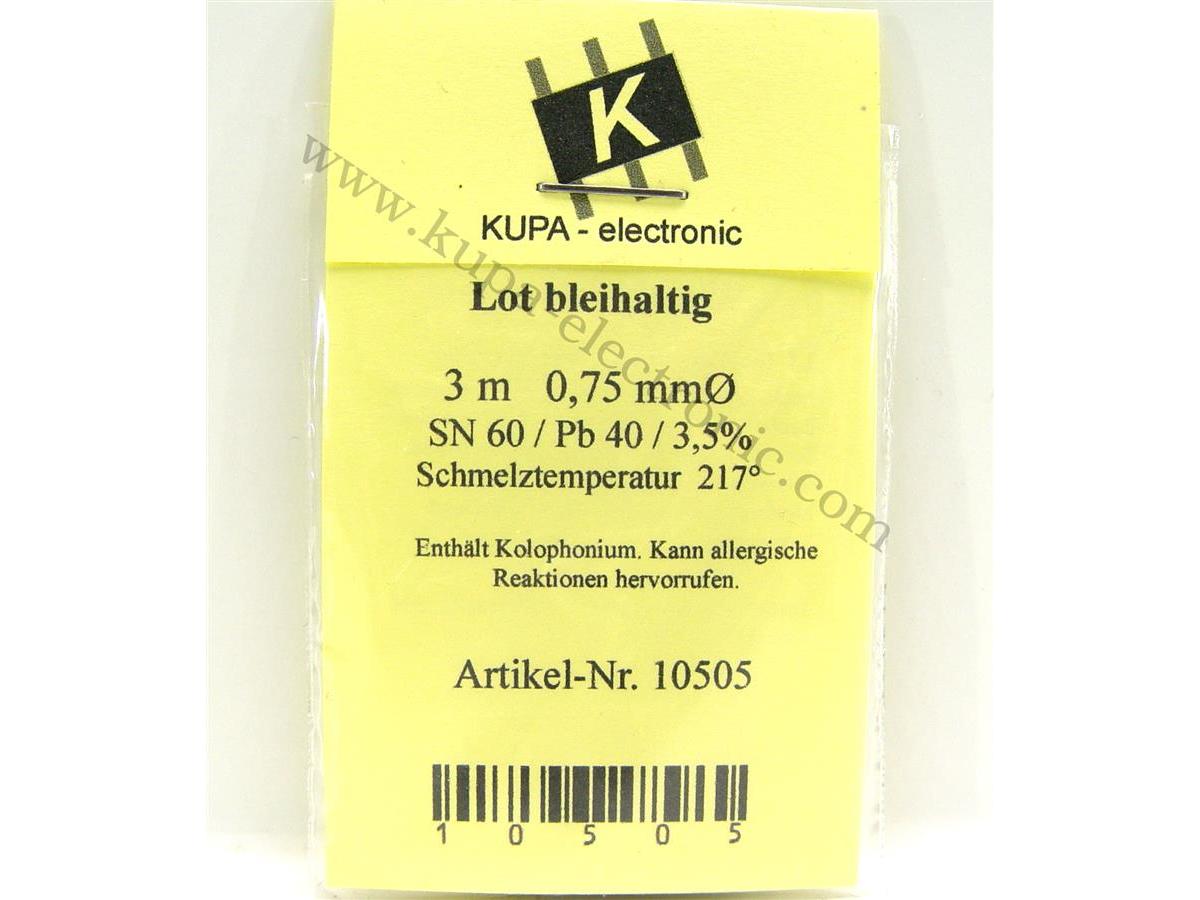 K
KUPA - electronic
www.kupa-electronic.com
Lot bleihaltig
3 m 0,75 mmØ
SN 60 / Pb 40 / 3,5%
Schmelztemperatur 217°
Enthält Kolophonium. Kann allergische
Reaktionen hervorrufen.
Artikel-Nr. 10505
10505